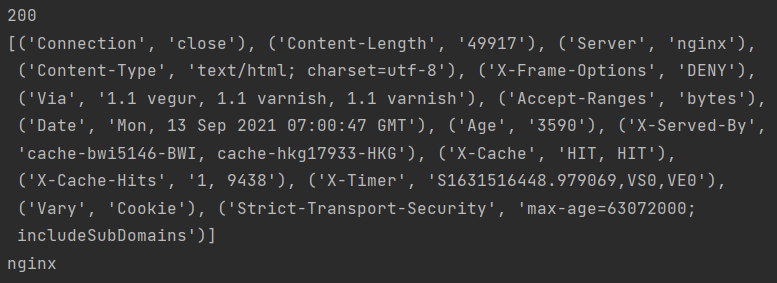 200
[('Connection', 'close'), ('Content-Length', '49917'), ('Server', 'nginx'),
('Content-Type', 'text/html; charset=utf-8'), ('X-Frame-Options', 'DENY'),
('Via', '1.1 vegur, 1.1 varnish, 1.1 varnish'), ('Accept-Ranges', 'bytes'),
('Date', 'Mon, 13 Sep 2021 07:00:47 GMT'), ('Age', '3590'), ('X-Served-By',
'cache-bwi5146-BWI, cache-hkg17933-HKG'), ('X-Cache', 'HIT, HIT'),
('X-Cache-Hits', '1, 9438'), ('X-Timer', 'S1631516448.979069,VS0,VE0'),
('Vary', 'Cookie'), ('Strict-Transport-Security', 'max-age=63072000;
includeSubDomains')]
nginx